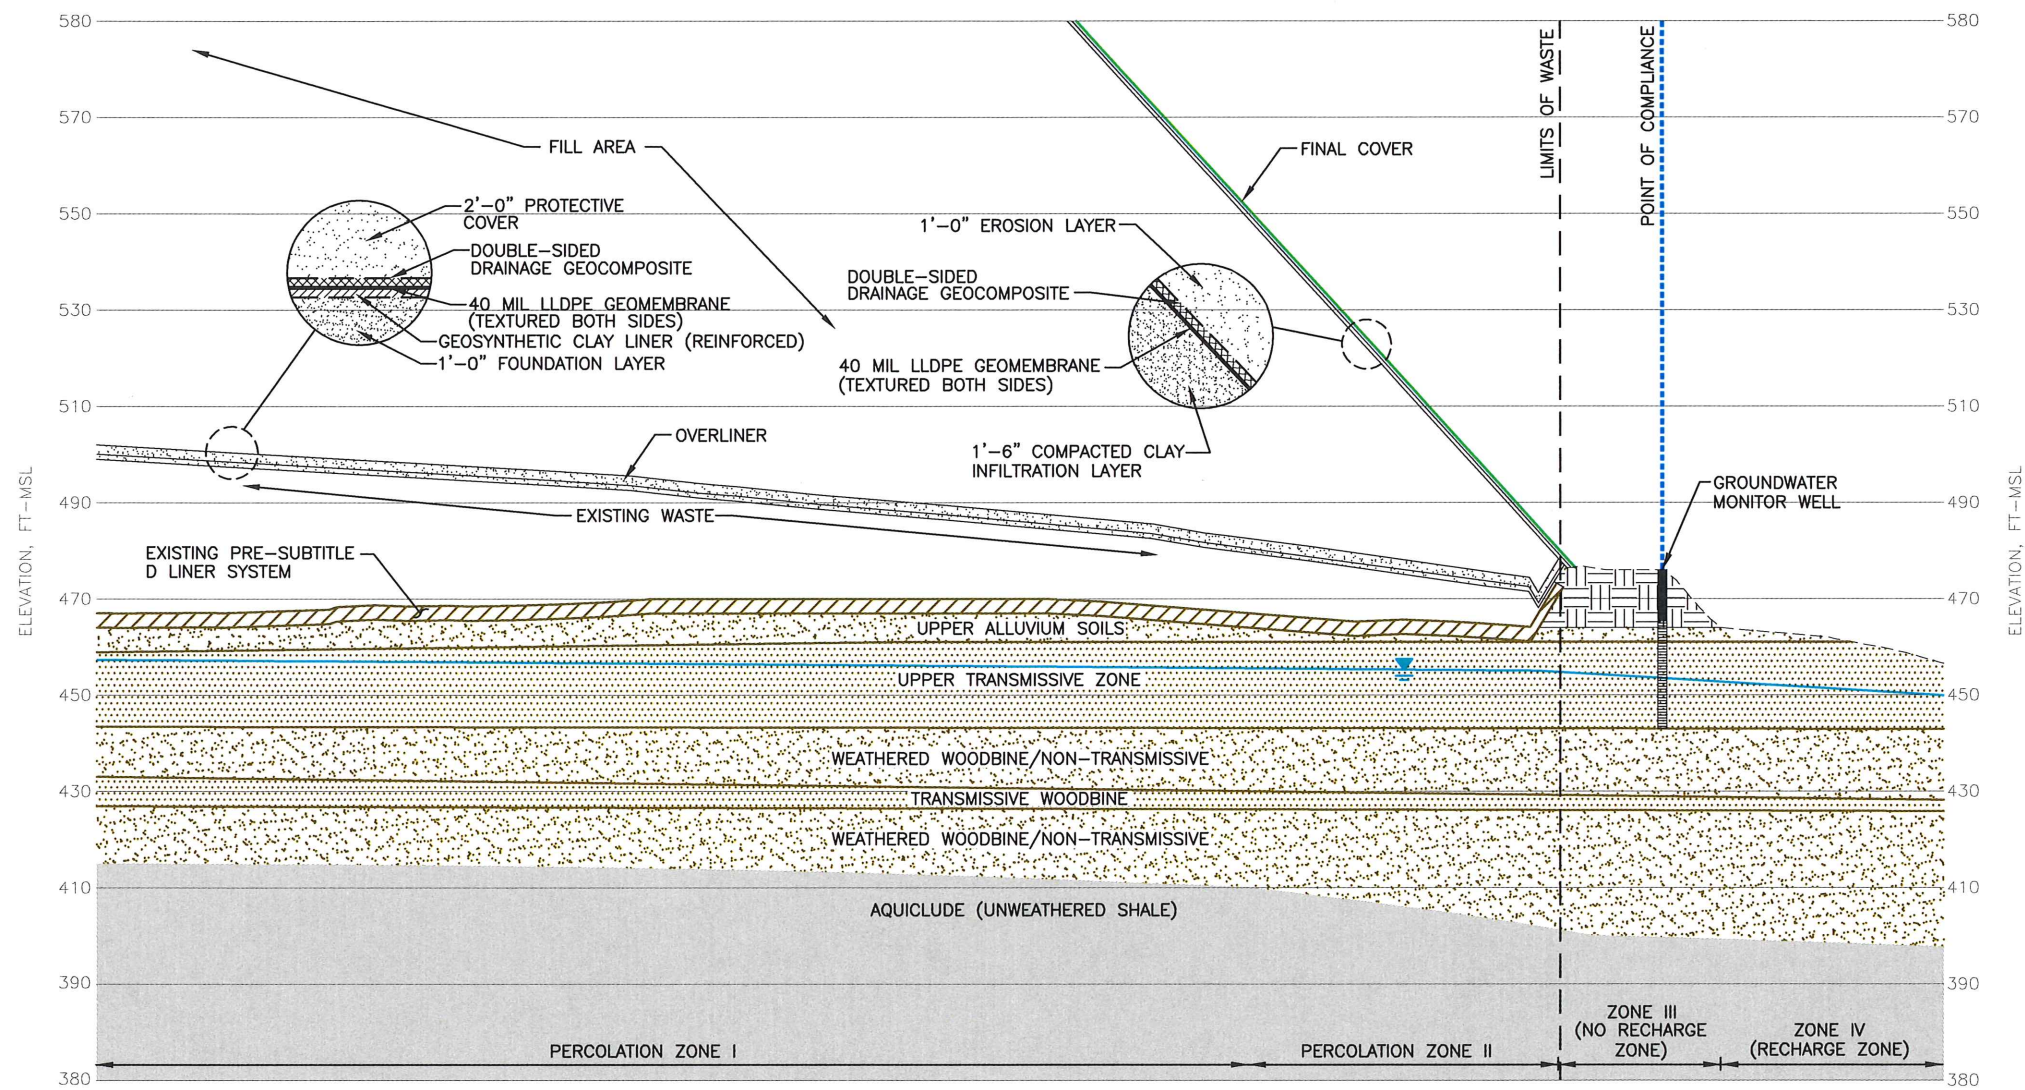 580
580
570
570
550
550
530
530
510
510
490
490
470
470
450
450
430
430
410
410
390
390
380
380
ELEVATION, FT-MSL
ELEVATION, FT-MSL
LIMITS OF WASTE
POINT OF COMPLIANCE
FILL AREA
FINAL COVER
2'-0" PROTECTIVE
COVER
DOUBLE-SIDED
DRAINAGE GEOCOMPOSITE
40 MIL LLDPE GEOMEMBRANE
(TEXTURED BOTH SIDES)
GEOSYNTHETIC CLAY LINER (REINFORCED)
1'-0" FOUNDATION LAYER
1'-0" EROSION LAYER
DOUBLE-SIDED
DRAINAGE GEOCOMPOSITE
40 MIL LLDPE GEOMEMBRANE
(TEXTURED BOTH SIDES)
1'-6" COMPACTED CLAY
INFILTRATION LAYER
OVERLINER
EXISTING WASTE
GROUNDWATER
MONITOR WELL
EXISTING PRE-SUBTITLE
D LINER SYSTEM
UPPER ALLUVIUM SOILS
UPPER TRANSMISSIVE ZONE
WEATHERED WOODBINE/NON-TRANSMISSIVE
TRANSMISSIVE WOODBINE
WEATHERED WOODBINE/NON-TRANSMISSIVE
AQUICLUDE (UNWEATHERED SHALE)
PERCOLATION ZONE I
PERCOLATION ZONE II
ZONE III
(NO RECHARGE
ZONE)
ZONE IV
(RECHARGE ZONE)